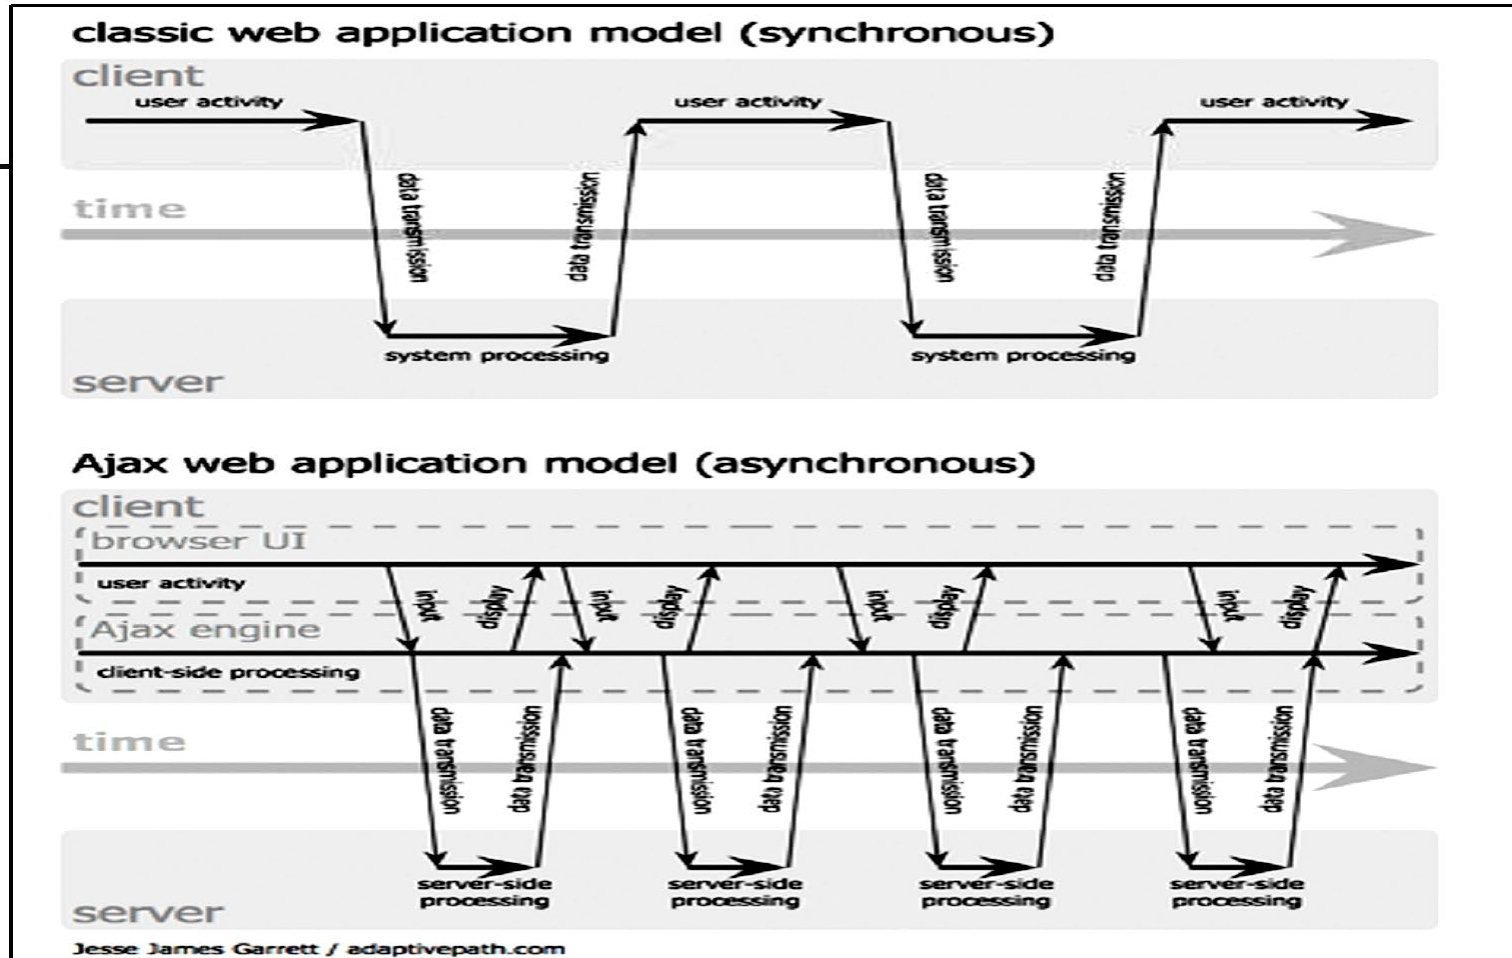 classic web application model (synchronous)
client
user activity
user activity
user activity
data transmission
data transmission
data transmission
data transmission
time
system processing
system processing
server
Ajax web application model (asynchronous)
client
browser UI
user activity
input
display
input
display
input
display
input
display
Ajax engine
client-side processing
data transmission
data transmission
data transmission
data transmission
data transmission
data transmission
data transmission
data transmission
time
server-side
processing
server-side
processing
server-side
processing
server-side
processing
server
Jesse James Garrett / adaptivepath.com